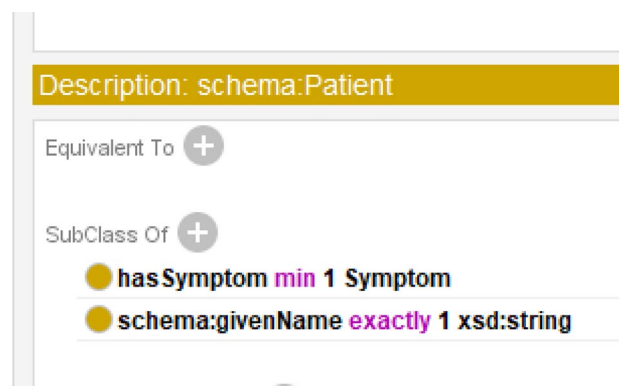 Description: schema:Patient
Equivalent To
SubClass Of
hasSymptom min 1 Symptom
schema:givenName exactly 1 xsd:string